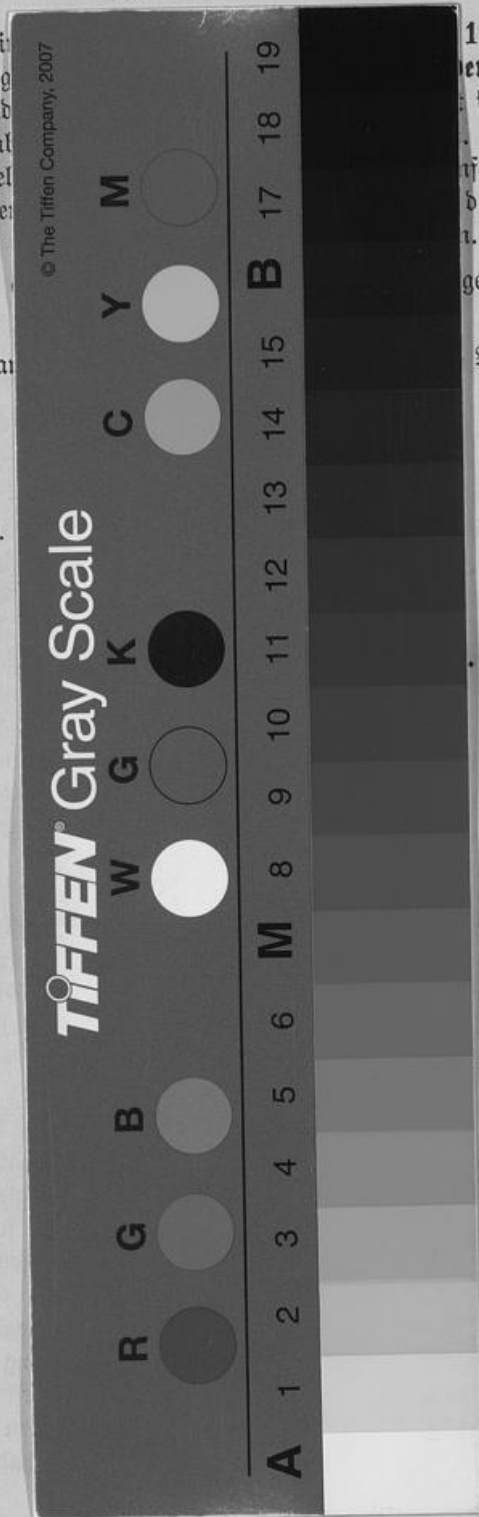 © The Tiffen Company, 2007
TIFFEN® Gray Scale
R G B W G K C Y M
A 1 2 3 4 5 6 M 8 9 10 11 12 13 14 15 B 17 18 19